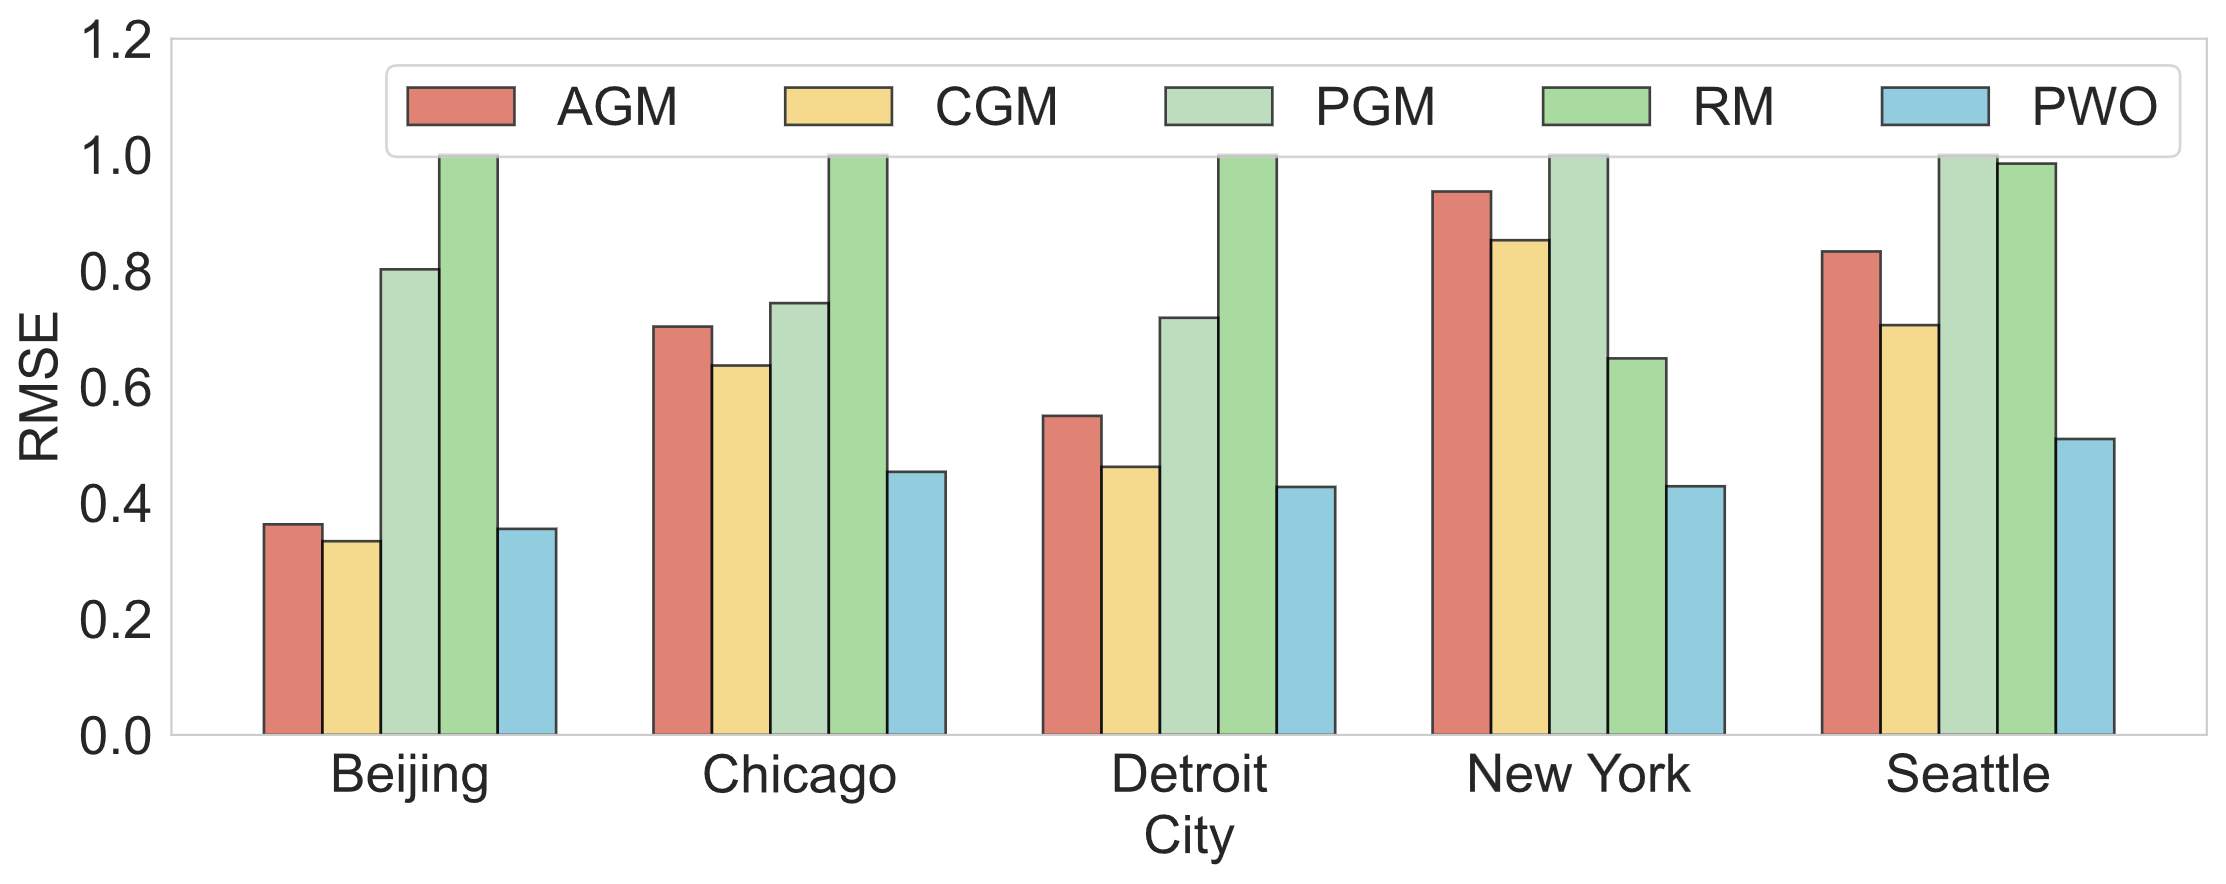 RMSE
1.2
1.0
0.8
0.6
0.4
0.2
0.0
AGM CGM PGM RM PWO
Beijing Chicago Detroit New York Seattle
City